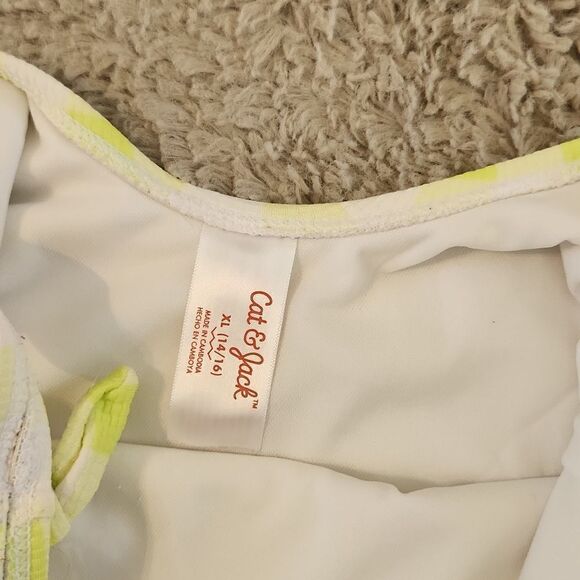 Cat & Jack™
XL (14/16)
MADE IN CAMBODIA
HECHO EN CAMBOYA